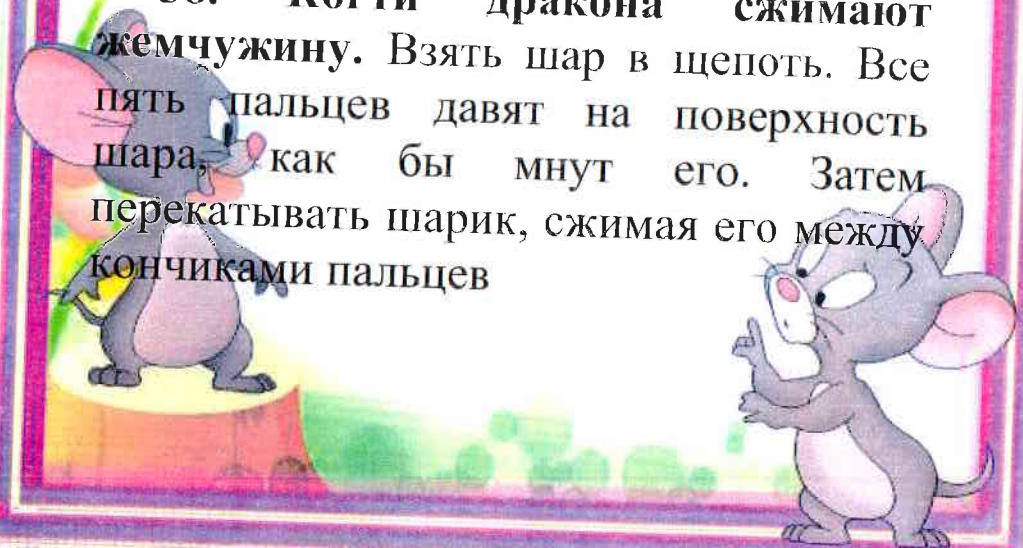 Когти дракона сжимают
жемчужину. Взять шар в щепоть. Все
пять пальцев давят на поверхность
шара, как бы мнут его. Затем
перекатывать шарик, сжимая его между
кончиками пальцев